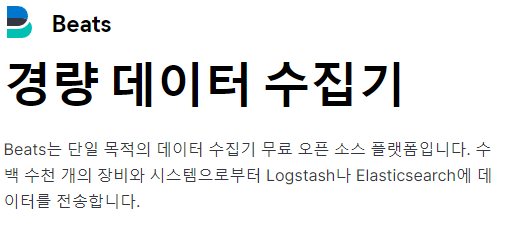 Beats
경량 데이터 수집기
Beats는 단일 목적의 데이터 수집기 무료 오픈 소스 플랫폼입니다. 수
백 수천 개의 장비와 시스템으로부터 Logstash나 Elasticsearch에 데
이터를 전송합니다.